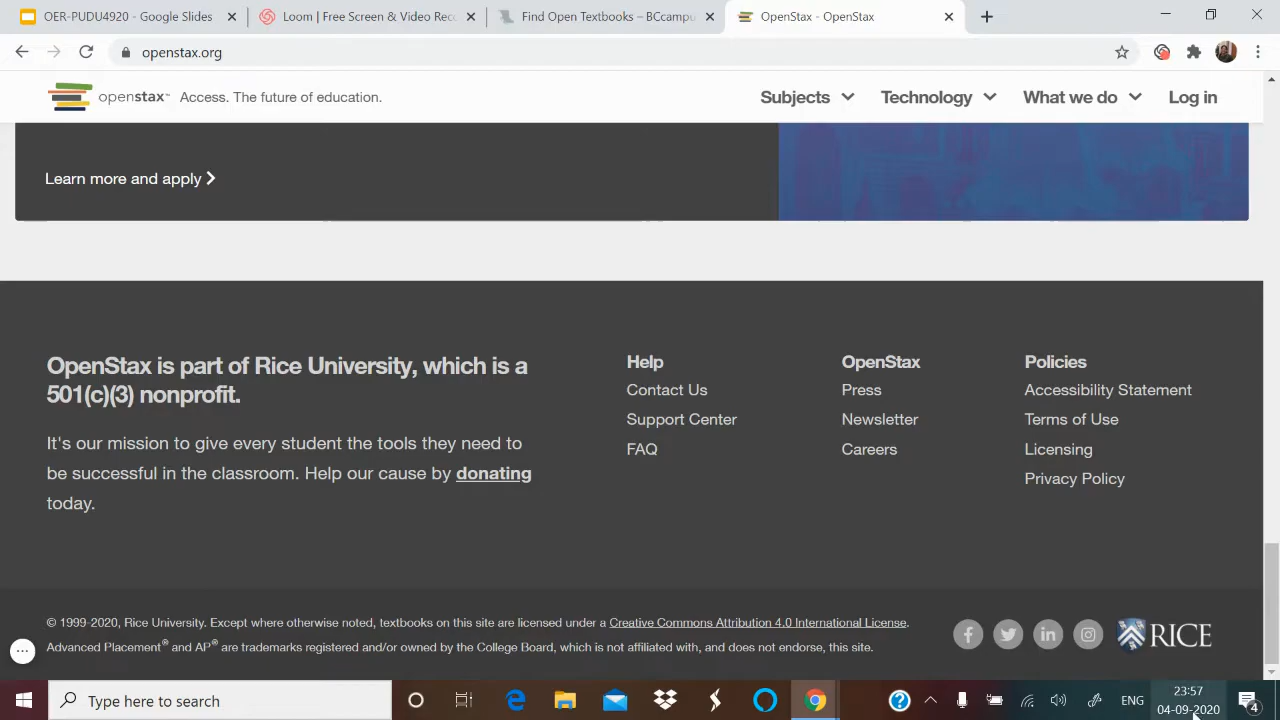 OER-PUDU4920 - Google Slides
Loom | Free Screen & Video Rec
Find Open Textbooks – BCcampu
OpenStax - OpenStax
openstax.org
openstax™ Access. The future of education.
Subjects
Technology
What we do
Log in
Learn more and apply
OpenStax is part of Rice University, which is a
501(c)(3) nonprofit.
It's our mission to give every student the tools they need to
be successful in the classroom. Help our cause by donating
today.
Help
Contact Us
Support Center
FAQ
OpenStax
Press
Newsletter
Careers
Policies
Accessibility Statement
Terms of Use
Licensing
Privacy Policy
© 1999-2020, Rice University. Except where otherwise noted, textbooks on this site are licensed under a Creative Commons Attribution 4.0 International License.
Advanced Placement® and AP® are trademarks registered and/or owned by the College Board, which is not affiliated with, and does not endorse, this site.
RICE
Type here to search
ENG
23:57
04-09-2020
4